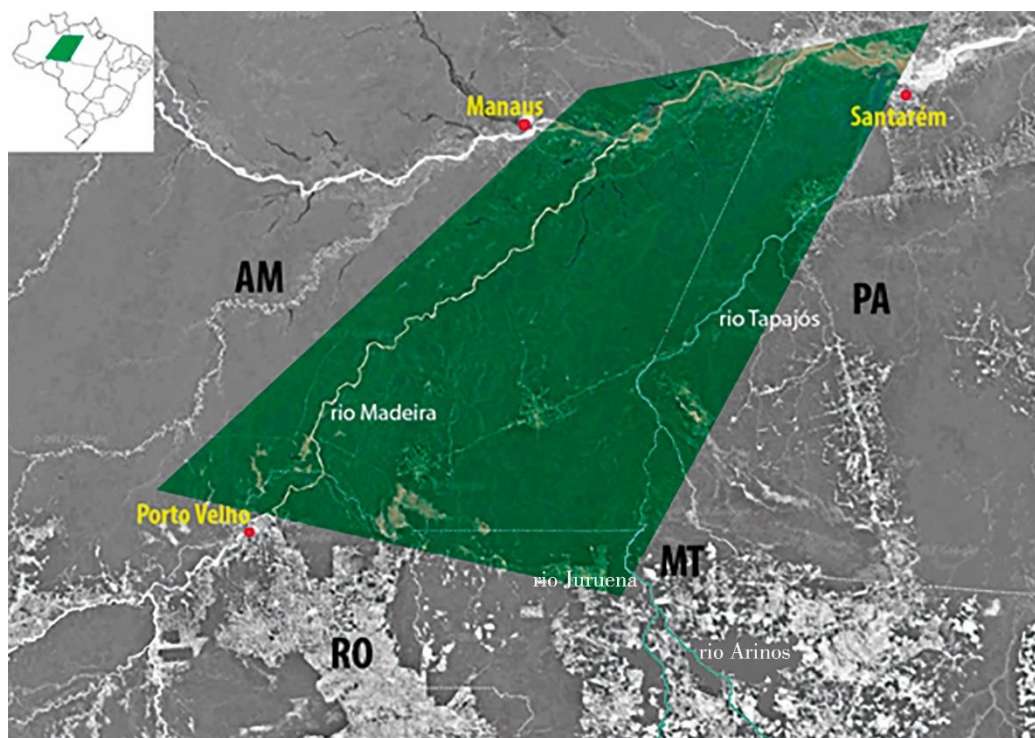 Manaus
Santarém
AM
PA
rio Tapajós
rio Madeira
Porto Velho
MT
rio Juruena
RO
rio Arinos